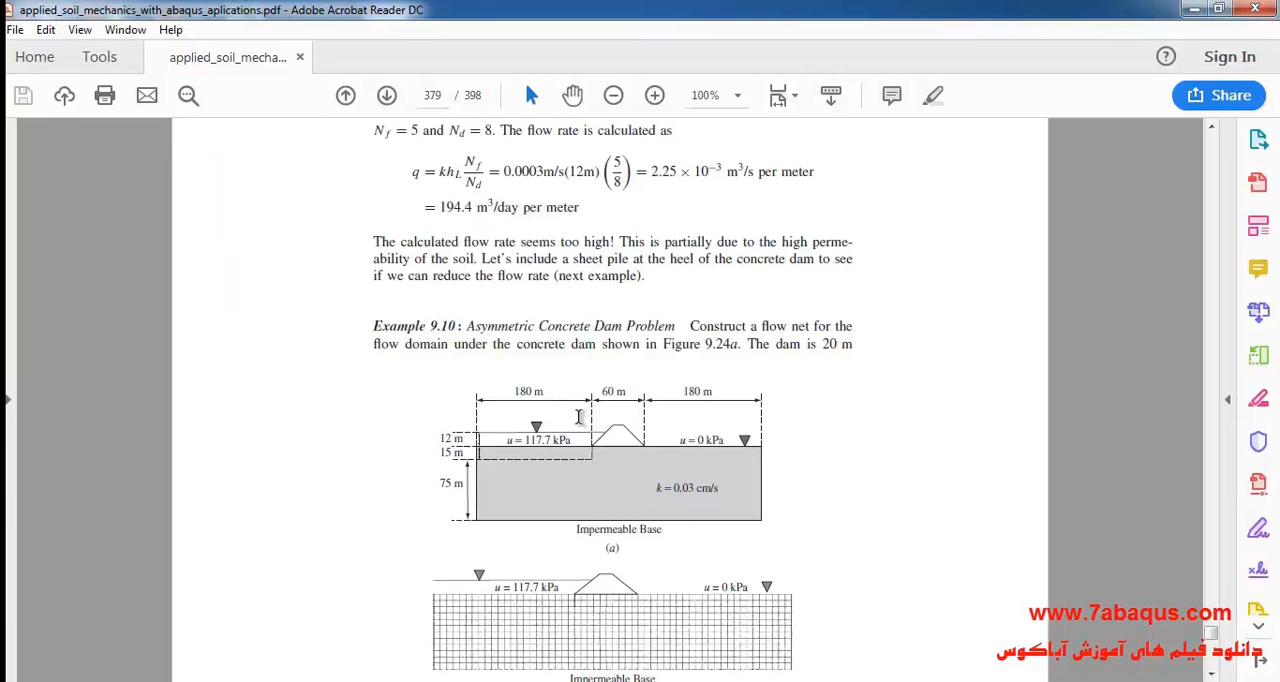 applied_soil_mechanics_with_abaqus_aplications.pdf - Adobe Acrobat Reader DC
File Edit View Window Help
Home Tools applied_soil_mecha... × Sign In
379 / 398 100% Share
N_f = 5 and N_d = 8. The flow rate is calculated as
q = kh_L N_f/N_d = 0.0003m/s(12m) (5/8) = 2.25 × 10⁻³ m³/s per meter
= 194.4 m³/day per meter
The calculated flow rate seems too high! This is partially due to the high perme-
ability of the soil. Let's include a sheet pile at the heel of the concrete dam to see
if we can reduce the flow rate (next example).
Example 9.10: Asymmetric Concrete Dam Problem Construct a flow net for the
flow domain under the concrete dam shown in Figure 9.24a. The dam is 20 m
180 m 60 m 180 m
12 m u = 117.7 kPa u = 0 kPa
15 m
75 m k = 0.03 cm/s
Impermeable Base
(a)
u = 117.7 kPa u = 0 kPa
Impermeable Base
www.7abaqus.com
دانلود فیلم های آموزش آباکوس